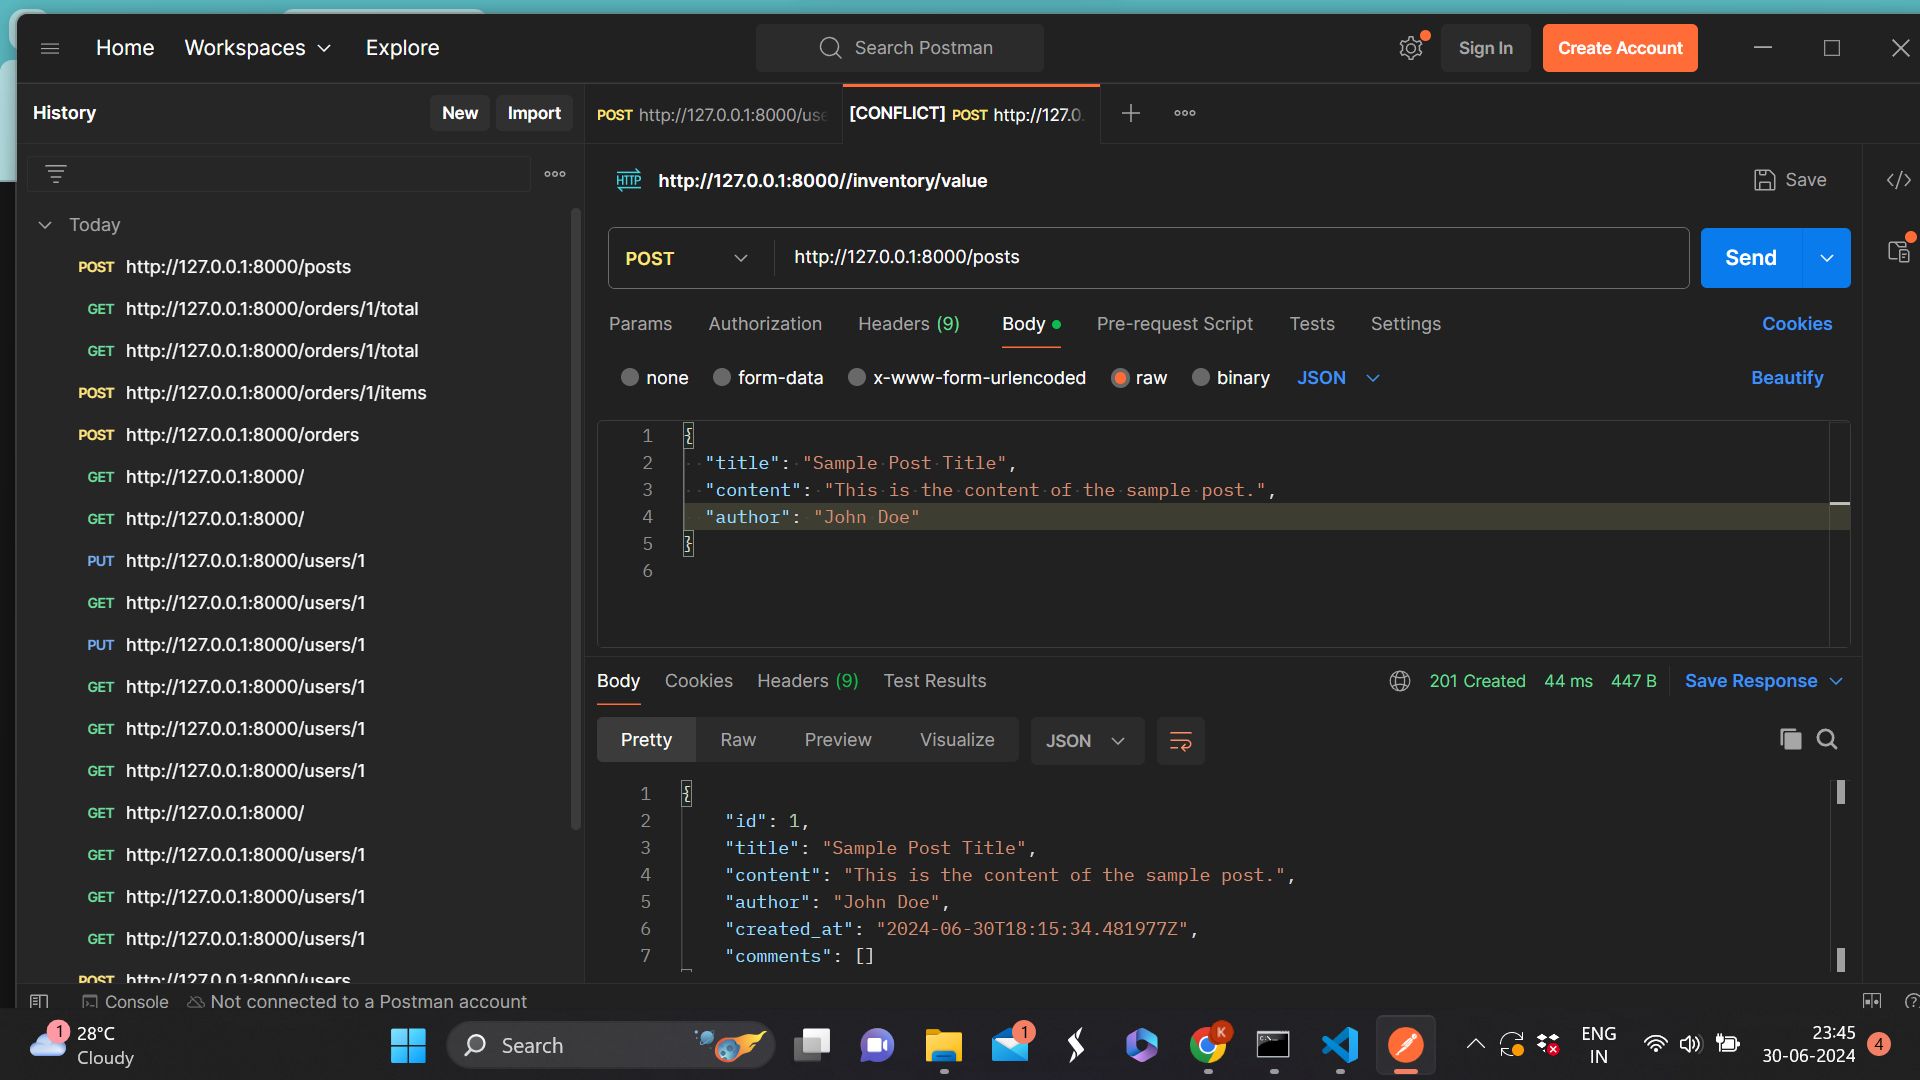 Home Workspaces Explore Search Postman Sign In Create Account
History New Import POST http://127.0.0.1:8000/use [CONFLICT] POST http://127.0.
HTTP http://127.0.0.1:8000//inventory/value Save
Today
POST http://127.0.0.1:8000/posts
GET http://127.0.0.1:8000/orders/1/total
GET http://127.0.0.1:8000/orders/1/total
POST http://127.0.0.1:8000/orders/1/items
POST http://127.0.0.1:8000/orders
GET http://127.0.0.1:8000/
GET http://127.0.0.1:8000/
PUT http://127.0.0.1:8000/users/1
GET http://127.0.0.1:8000/users/1
PUT http://127.0.0.1:8000/users/1
GET http://127.0.0.1:8000/users/1
GET http://127.0.0.1:8000/users/1
GET http://127.0.0.1:8000/users/1
GET http://127.0.0.1:8000/
GET http://127.0.0.1:8000/users/1
GET http://127.0.0.1:8000/users/1
GET http://127.0.0.1:8000/users/1
POST http://127.0.0.1:8000/users
POST http://127.0.0.1:8000/posts Send
Params Authorization Headers (9) Body Pre-request Script Tests Settings Cookies
none form-data x-www-form-urlencoded raw binary JSON Beautify
1 {
2 "title": "Sample Post Title",
3 "content": "This is the content of the sample post.",
4 "author": "John Doe"
5 }
6
Body Cookies Headers (9) Test Results 201 Created 44 ms 447 B Save Response
Pretty Raw Preview Visualize JSON
1 {
2 "id": 1,
3 "title": "Sample Post Title",
4 "content": "This is the content of the sample post.",
5 "author": "John Doe",
6 "created_at": "2024-06-30T18:15:34.481977Z",
7 "comments": []
Console Not connected to a Postman account
1 28°C
Cloudy
Search 1 K
ENG
IN
23:45
30-06-2024
4